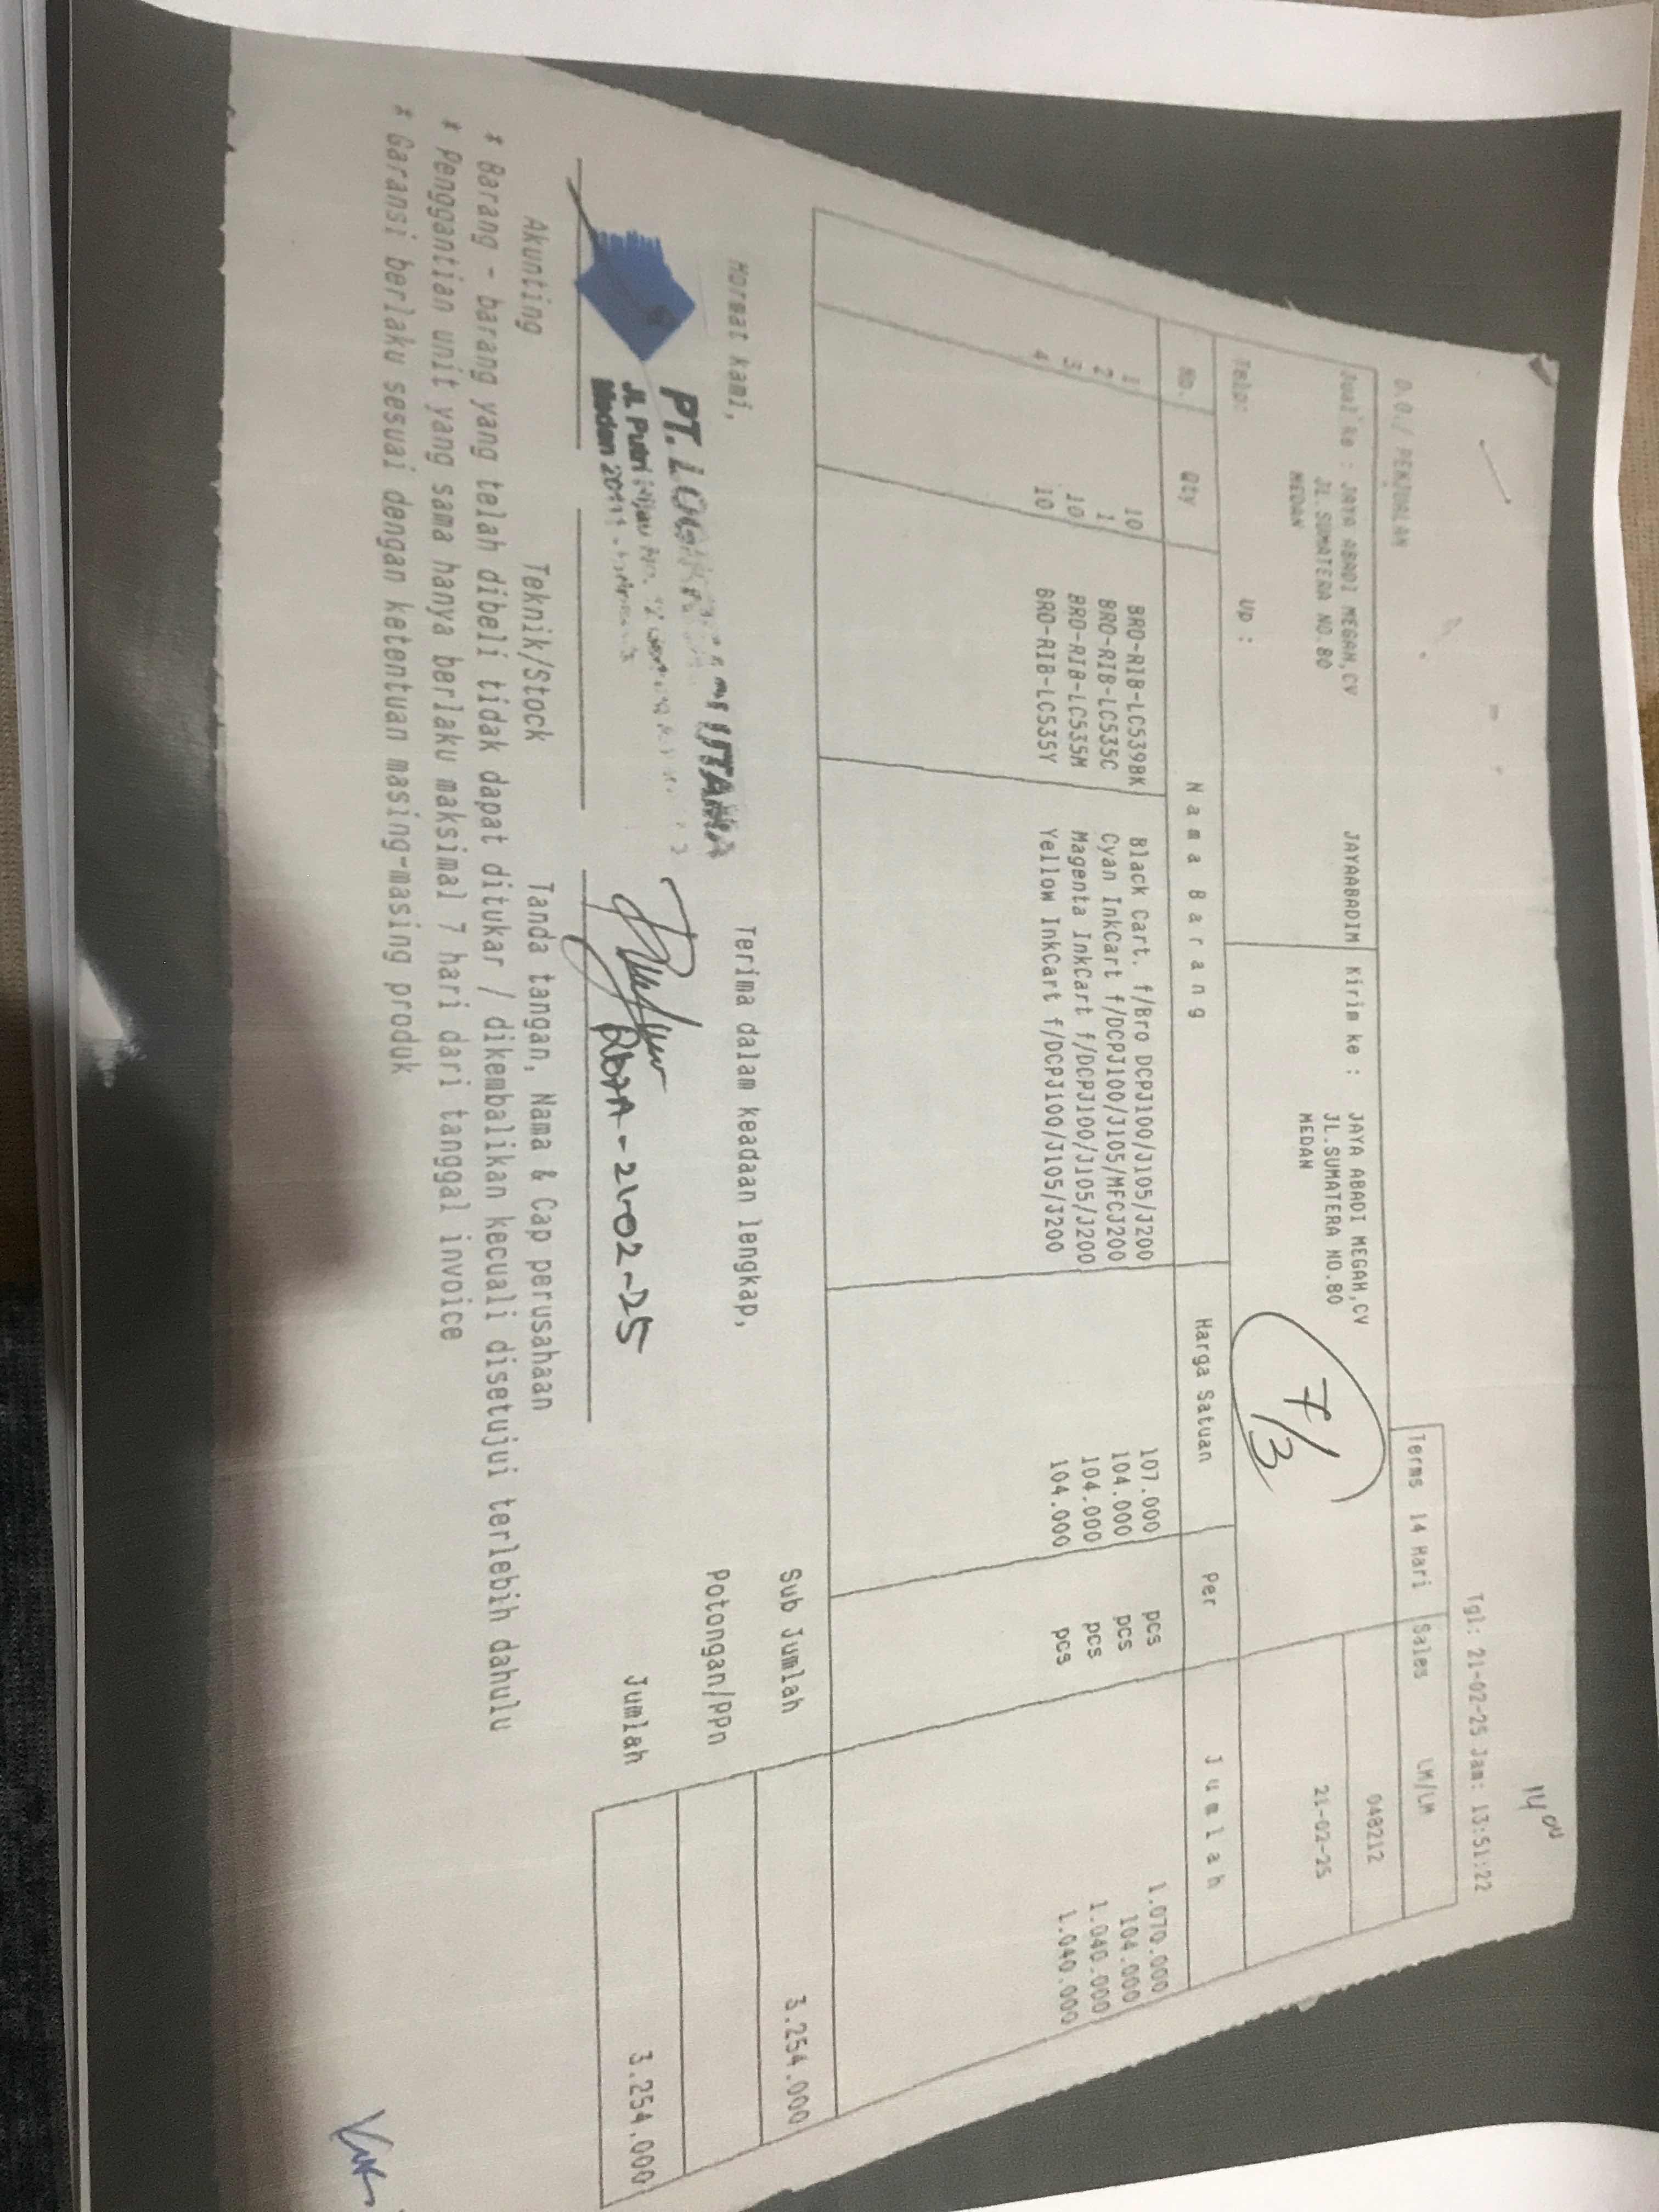 14⁰⁰
Tgl: 21-02-25 Jam: 13:51:22
D.O./ PENJUALAN
Terms 14 Hari Sales LM/LM
Jual ke : JAYA ABADI MEGAH,CV JAYAABADIM Kirim ke : JAYA ABADI MEGAH,CV 048212
JL.SUMATERA NO.80 JL.SUMATERA NO.80
MEDAN MEDAN 21-02-25
7/3
Telp: Up :
No. Qty Nama Barang Harga Satuan Per Jumlah
1 10 BRO-RIB-LC539BK Black Cart. f/Bro DCPJ100/J105/J200 107.000 pcs 1.070.000
2 1 BRO-RIB-LC535C Cyan InkCart f/DCPJ100/J105/MFCJ200 104.000 pcs 104.000
3 10 BRO-RIB-LC535M Magenta InkCart f/DCPJ100/J105/J200 104.000 pcs 1.040.000
4 10 BRO-RIB-LC535Y Yellow InkCart f/DCPJ100/J105/J200 104.000 pcs 1.040.000
Sub Jumlah 3.254.000
Hormat kami, Terima dalam keadaan lengkap,
Potongan/PPn
PT. UTAMA
JL Putri Hijau No.
Medan 20111
21-02-25
Jumlah 3.254.000
Akunting Teknik/Stock Tanda tangan, Nama & Cap perusahaan
* Barang - barang yang telah dibeli tidak dapat ditukar / dikembalikan kecuali disetujui terlebih dahulu
* Penggantian unit yang sama hanya berlaku maksimal 7 hari dari tanggal invoice
* Garansi berlaku sesuai dengan ketentuan masing-masing produk